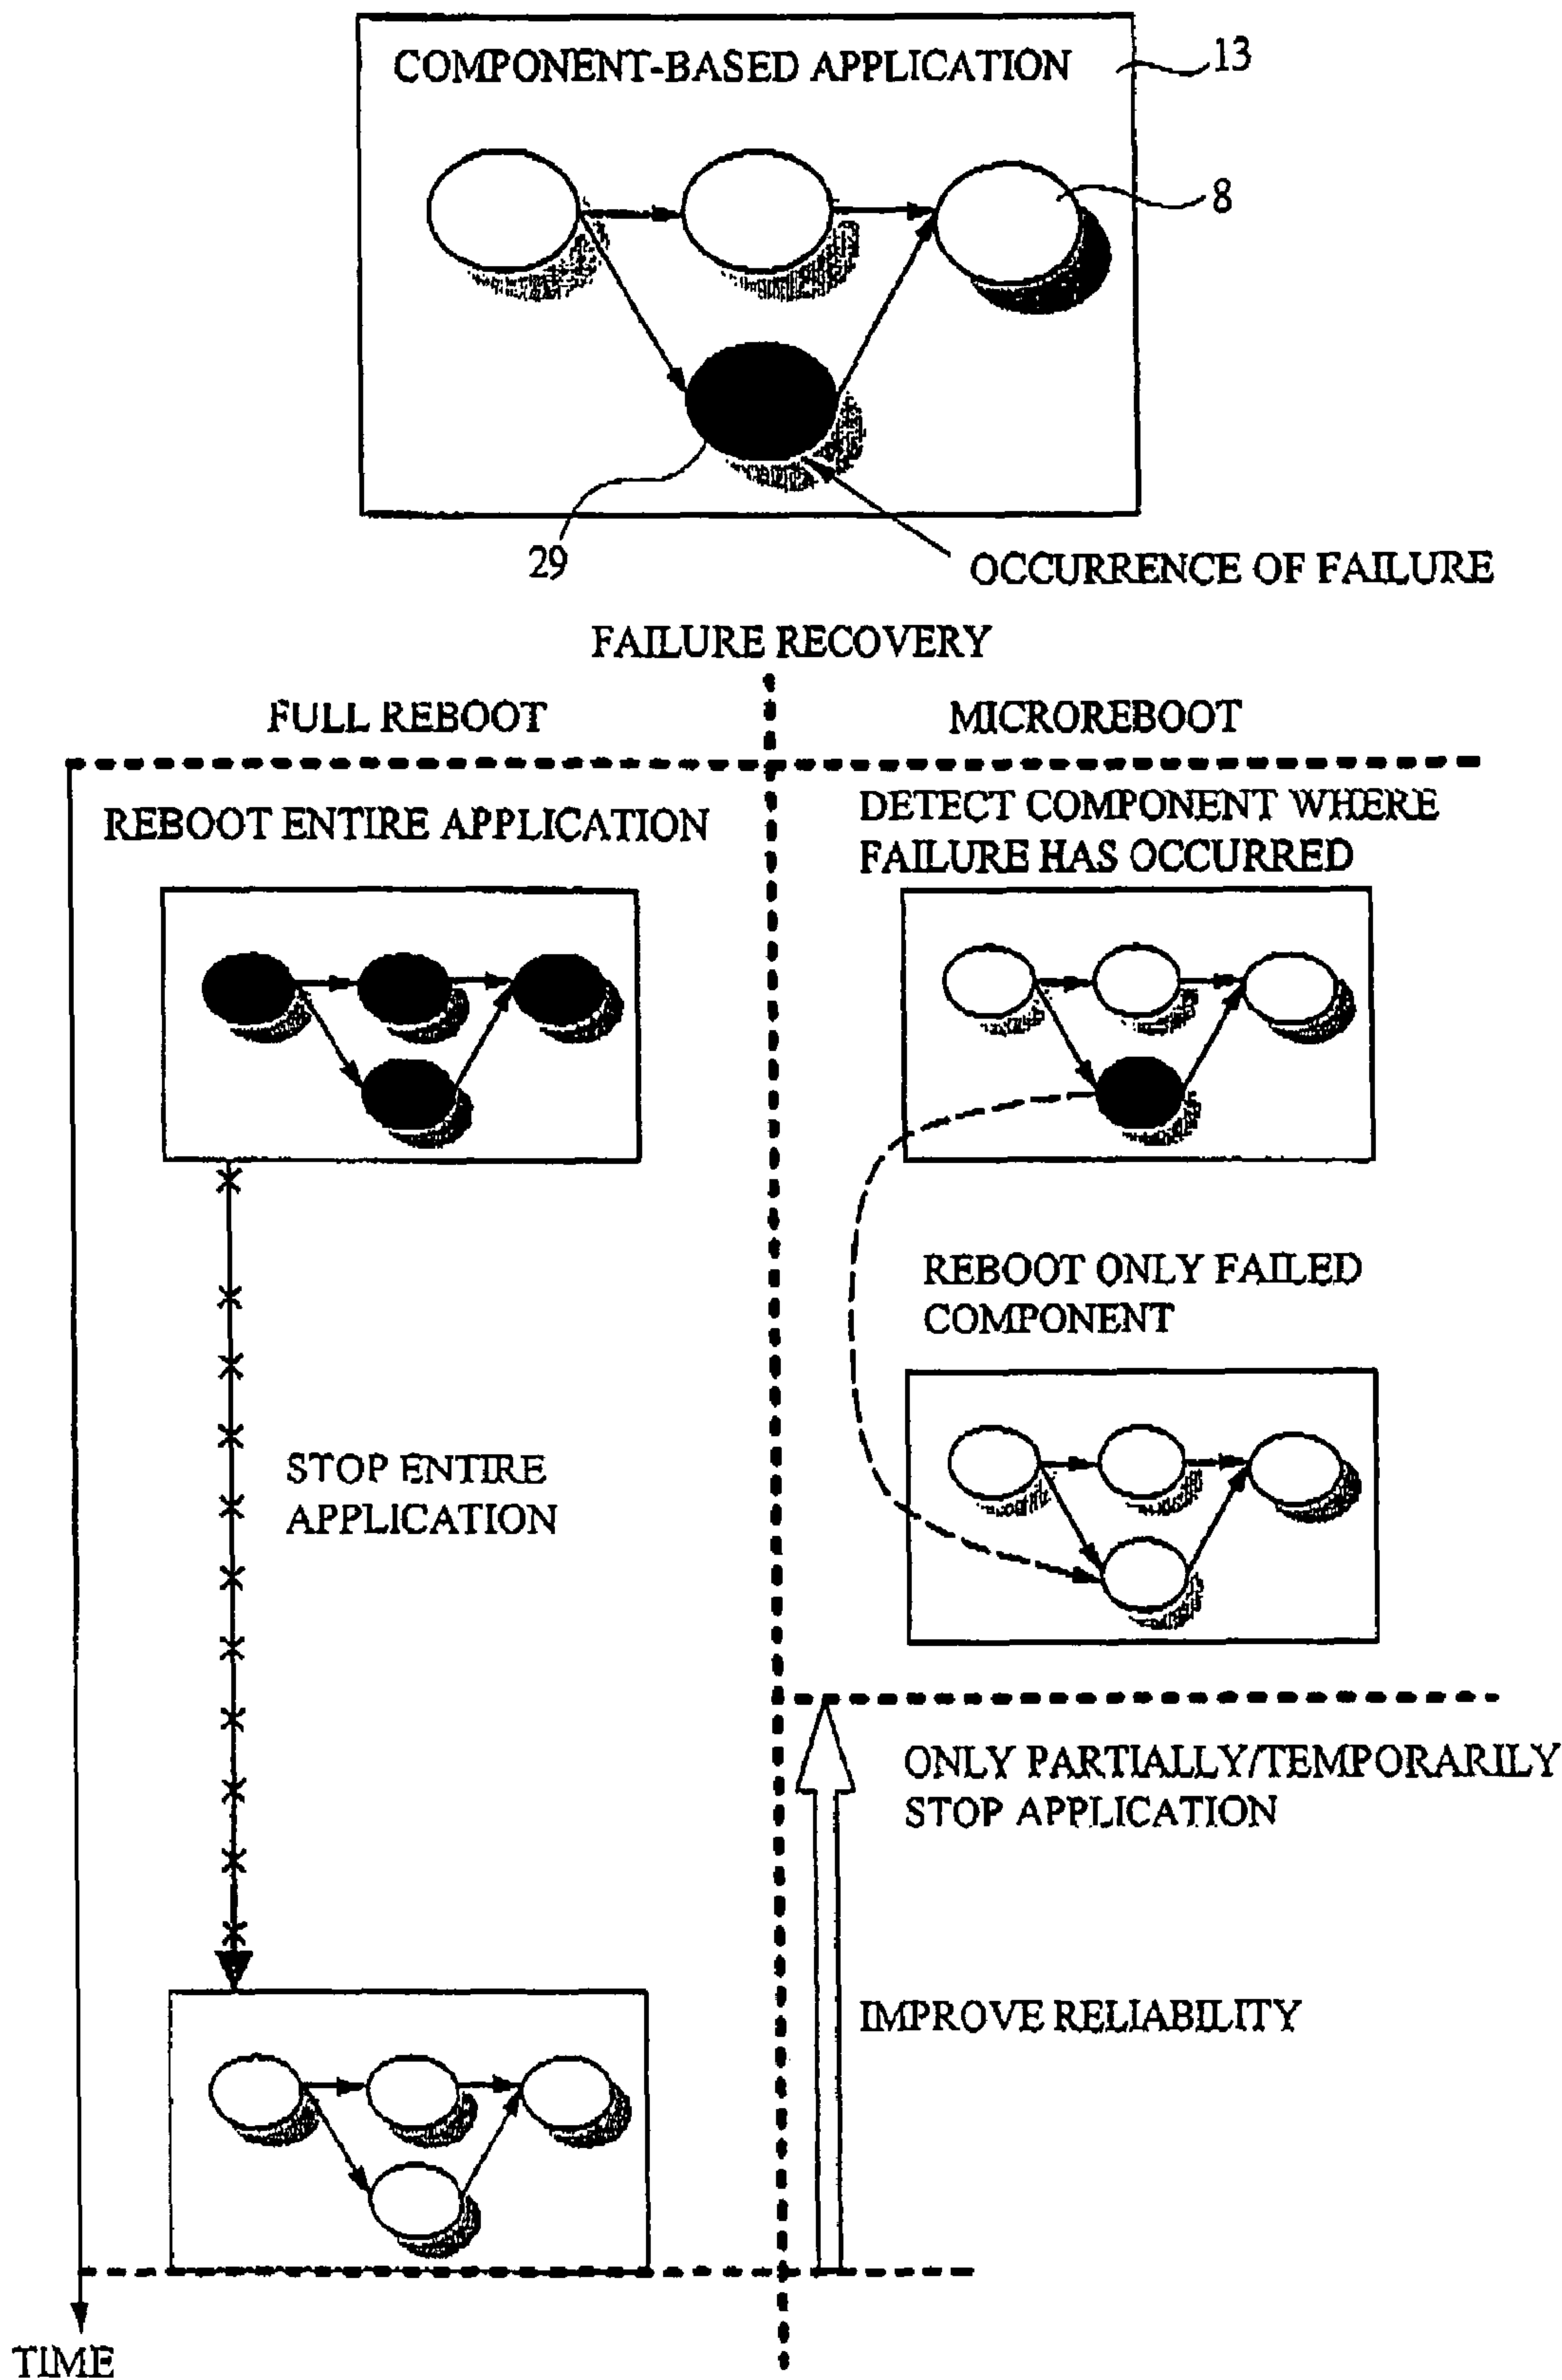 COMPONENT-BASED APPLICATION
13
8
29
OCCURRENCE OF FAILURE
FAILURE RECOVERY
FULL REBOOT
MICROREBOOT
REBOOT ENTIRE APPLICATION
DETECT COMPONENT WHERE
FAILURE HAS OCCURRED
REBOOT ONLY FAILED
COMPONENT
STOP ENTIRE
APPLICATION
ONLY PARTIALLY/TEMPORARILY
STOP APPLICATION
IMPROVE RELIABILITY
TIME